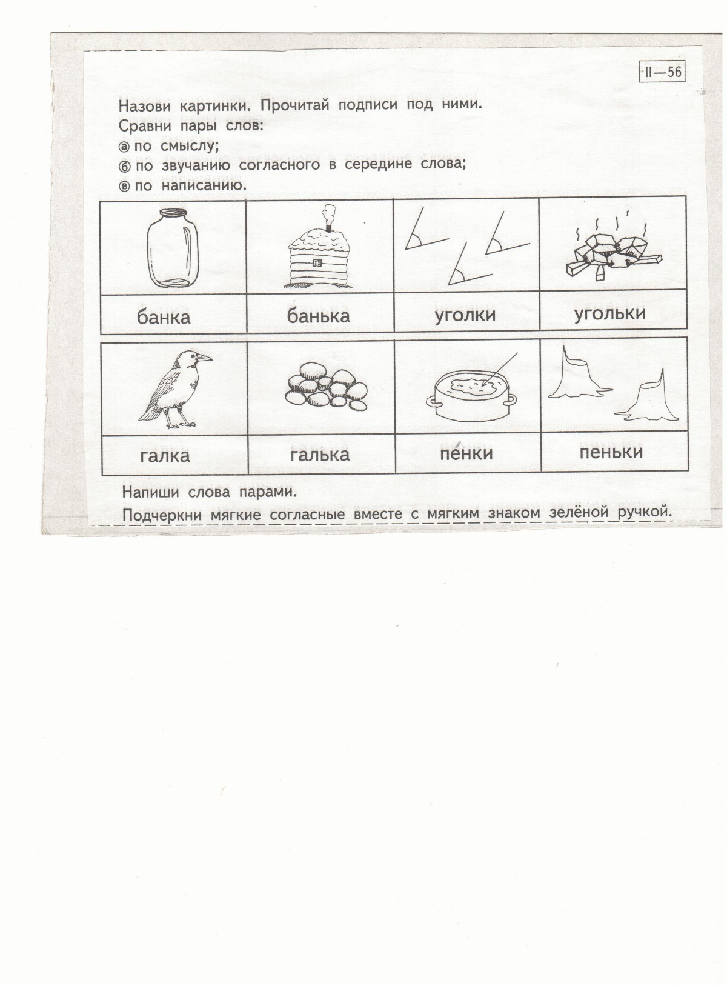 II—56
Назови картинки. Прочитай подписи под ними.
Сравни пары слов:
а по смыслу;
б по звучанию согласного в середине слова;
в по написанию.
банка банька уголки угольки
галка галька пе́нки пеньки
Напиши слова парами.
Подчеркни мягкие согласные вместе с мягким знаком зелёной ручкой.